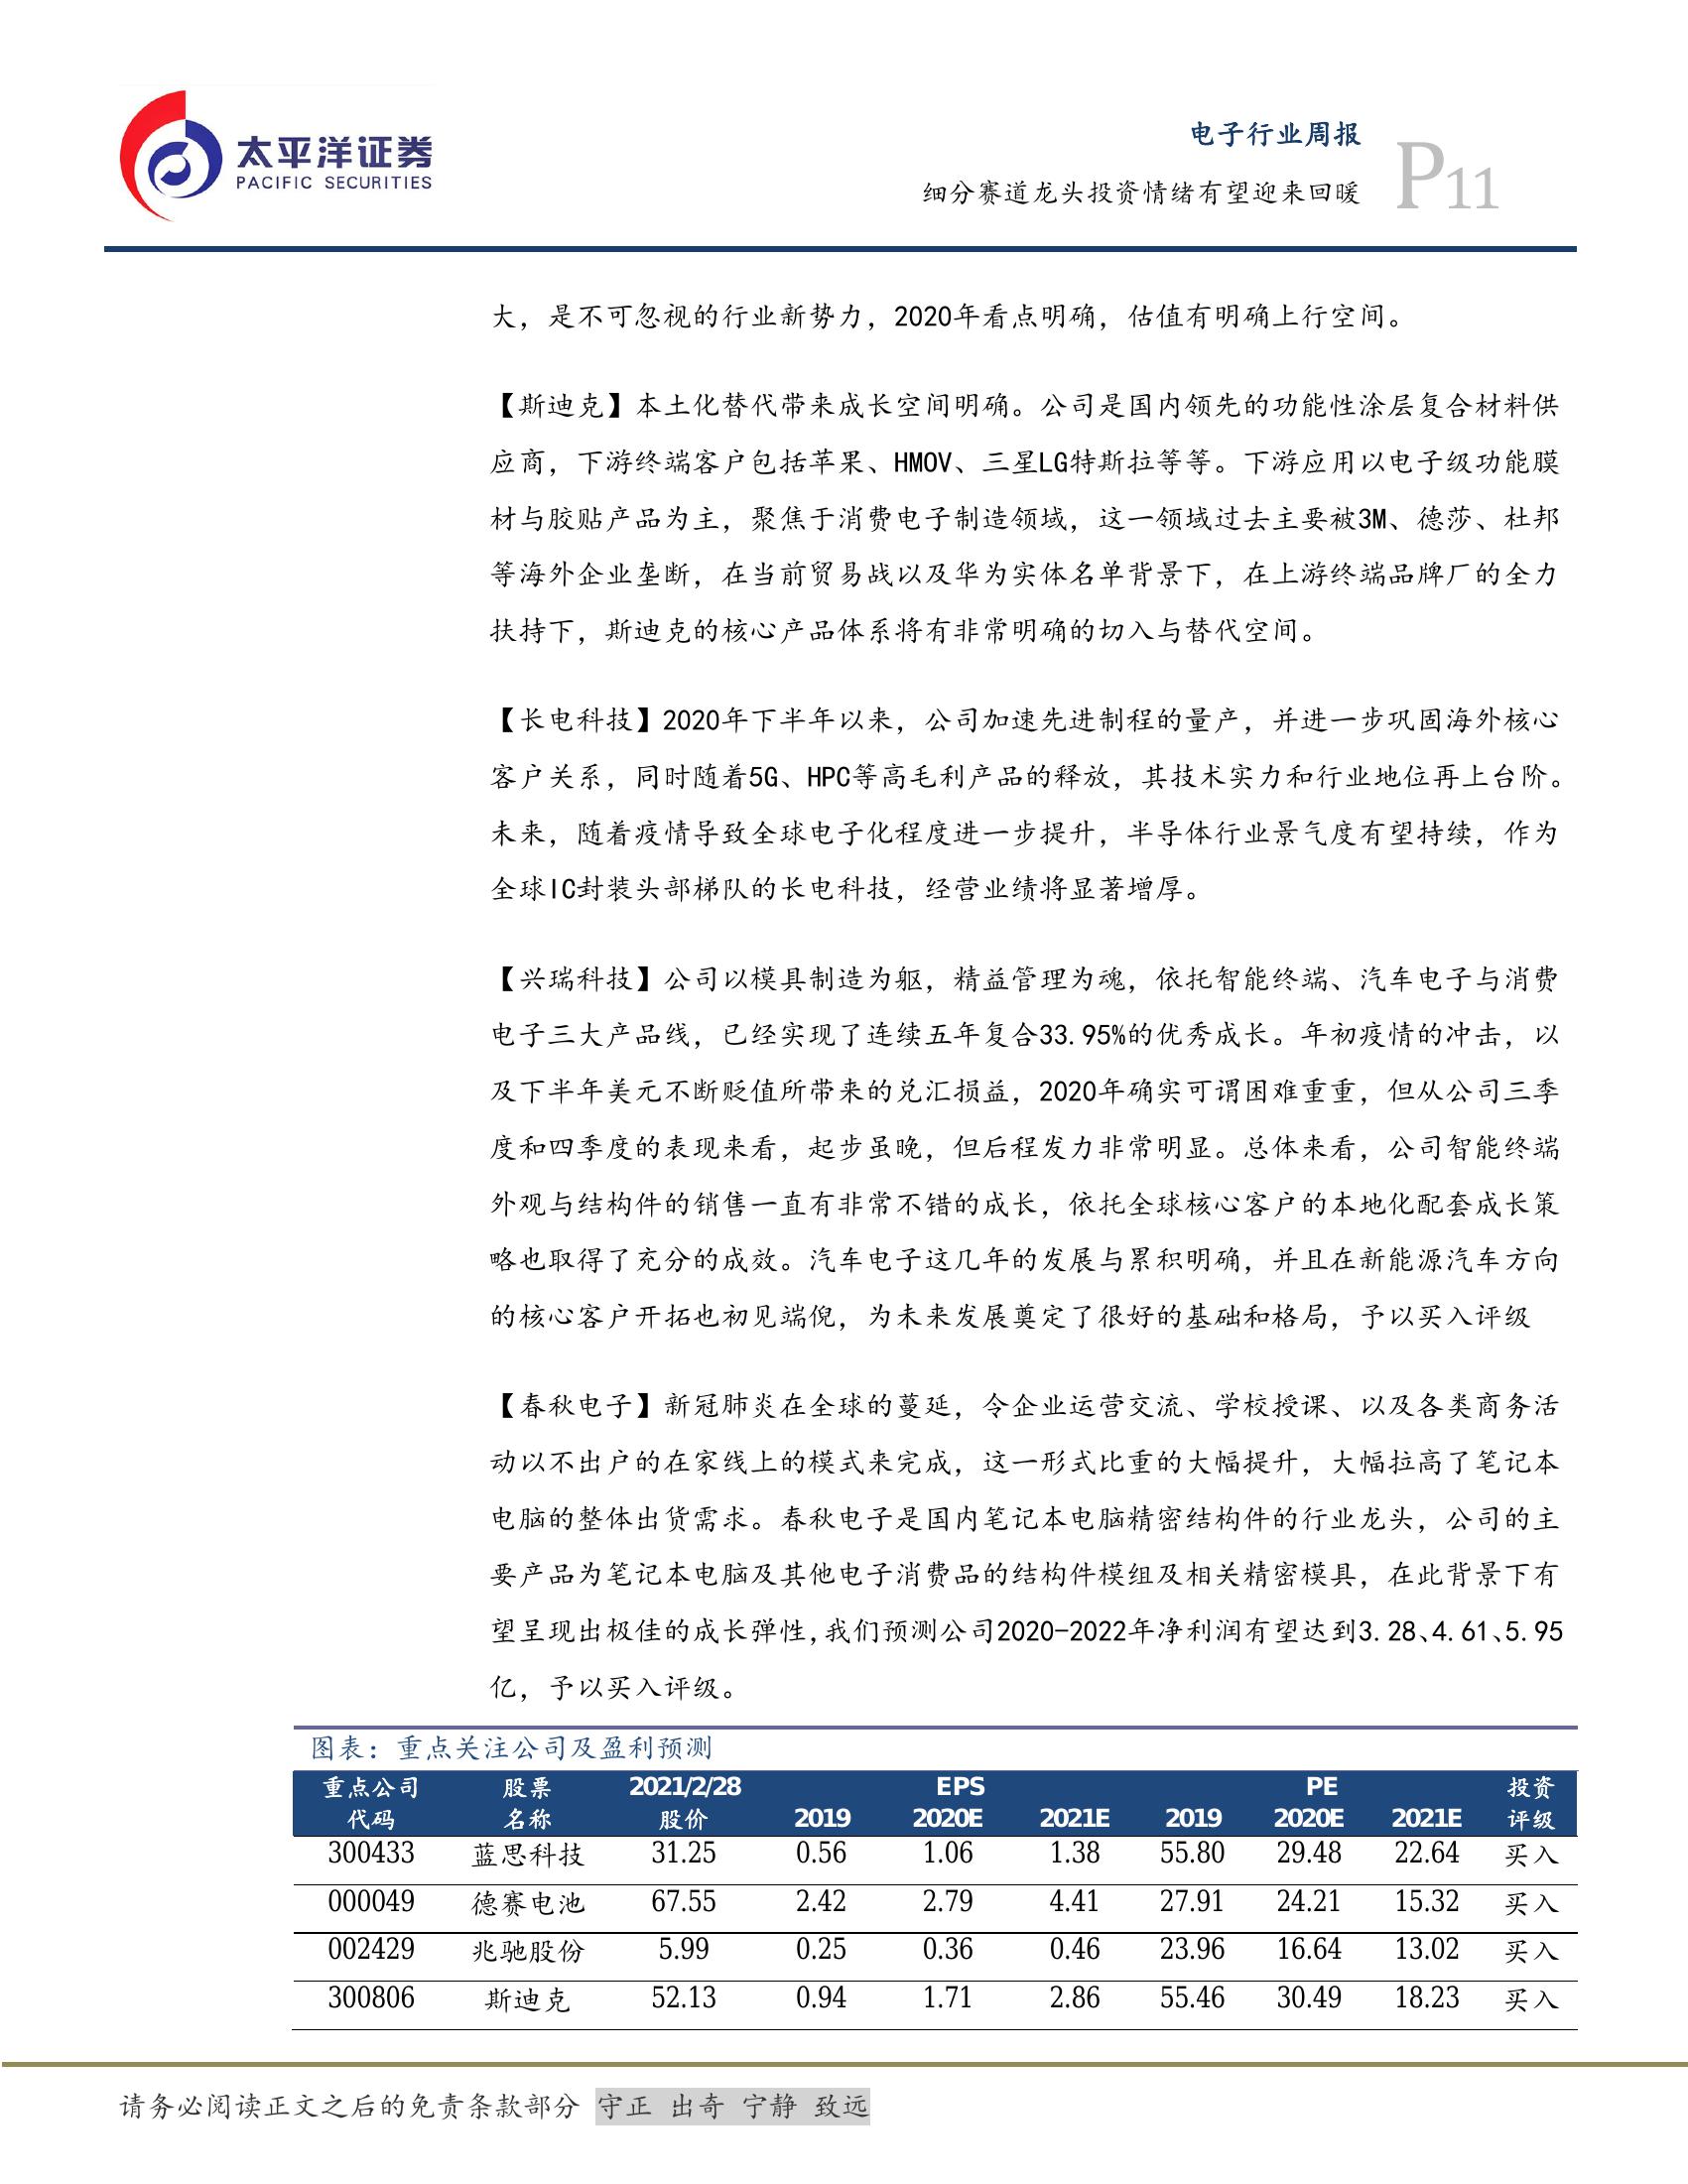 太平洋证券
PACIFIC SECURITIES
电子行业周报
细分赛道龙头投资情绪有望迎来回暖
P11
大，是不可忽视的行业新势力，2020年看点明确，估值有明确上行空间。
【斯迪克】本土化替代带来成长空间明确。公司是国内领先的功能性涂层复合材料供
应商，下游终端客户包括苹果、HMOV、三星LG特斯拉等等。下游应用以电子级功能膜
材与胶贴产品为主，聚焦于消费电子制造领域，这一领域过去主要被3M、德莎、杜邦
等海外企业垄断，在当前贸易战以及华为实体名单背景下，在上游终端品牌厂的全力
扶持下，斯迪克的核心产品体系将有非常明确的切入与替代空间。
【长电科技】2020年下半年以来，公司加速先进制程的量产，并进一步巩固海外核心
客户关系，同时随着5G、HPC等高毛利产品的释放，其技术实力和行业地位再上台阶。
未来，随着疫情导致全球电子化程度进一步提升，半导体行业景气度有望持续，作为
全球IC封装头部梯队的长电科技，经营业绩将显著增厚。
【兴瑞科技】公司以模具制造为躯，精益管理为魂，依托智能终端、汽车电子与消费
电子三大产品线，已经实现了连续五年复合33.95%的优秀成长。年初疫情的冲击，以
及下半年美元不断贬值所带来的兑汇损益，2020年确实可谓困难重重，但从公司三季
度和四季度的表现来看，起步虽晚，但后程发力非常明显。总体来看，公司智能终端
外观与结构件的销售一直有非常不错的成长，依托全球核心客户的本地化配套成长策
略也取得了充分的成效。汽车电子这几年的发展与累积明确，并且在新能源汽车方向
的核心客户开拓也初见端倪，为未来发展奠定了很好的基础和格局，予以买入评级
【春秋电子】新冠肺炎在全球的蔓延，令企业运营交流、学校授课、以及各类商务活
动以不出户的在家线上的模式来完成，这一形式比重的大幅提升，大幅拉高了笔记本
电脑的整体出货需求。春秋电子是国内笔记本电脑精密结构件的行业龙头，公司的主
要产品为笔记本电脑及其他电子消费品的结构件模组及相关精密模具，在此背景下有
望呈现出极佳的成长弹性,我们预测公司2020-2022年净利润有望达到3.28、4.61、5.95
亿，予以买入评级。
图表：重点关注公司及盈利预测
重点公司 股票 2021/2/28 EPS PE 投资
代码 名称 股价 2019 2020E 2021E 2019 2020E 2021E 评级
300433 蓝思科技 31.25 0.56 1.06 1.38 55.80 29.48 22.64 买入
000049 德赛电池 67.55 2.42 2.79 4.41 27.91 24.21 15.32 买入
002429 兆驰股份 5.99 0.25 0.36 0.46 23.96 16.64 13.02 买入
300806 斯迪克 52.13 0.94 1.71 2.86 55.46 30.49 18.23 买入
请务必阅读正文之后的免责条款部分 守正 出奇 宁静 致远